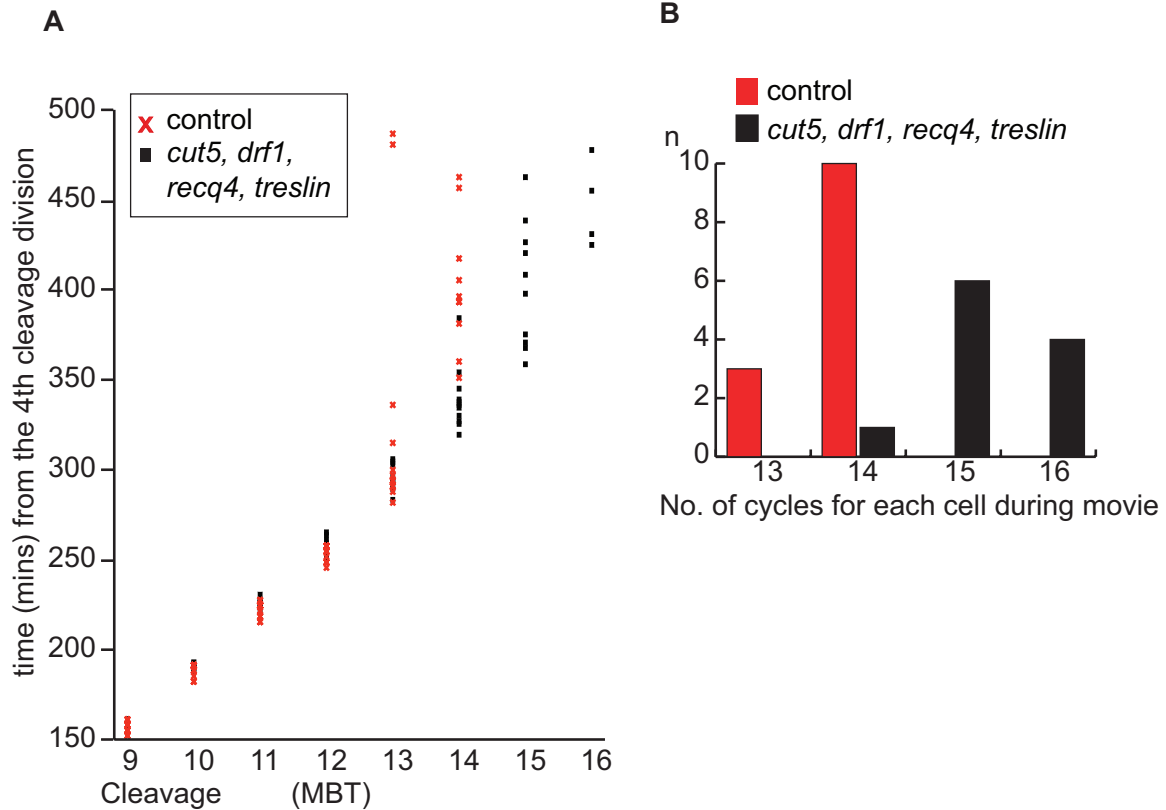 A
time (mins) from the 4th cleavage division
500
450
400
350
300
250
200
150
control
cut5, drf1,
recq4, treslin
9 10 11 12 13 14 15 16
Cleavage (MBT)
B
control
cut5, drf1, recq4, treslin
n
10
8
6
4
2
0
13 14 15 16
No. of cycles for each cell during movie